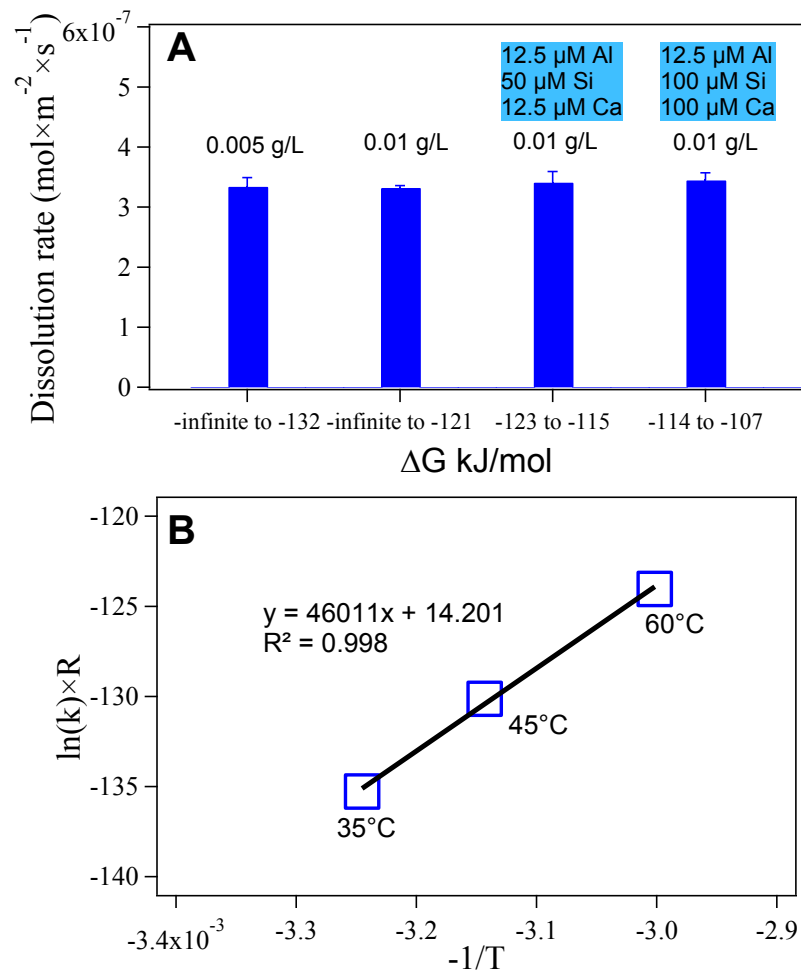 A
Dissolution rate (mol×m⁻²×s⁻¹)
6x10⁻⁷
5
4
3
2
1
0
12.5 µM Al
50 µM Si
12.5 µM Ca
12.5 µM Al
100 µM Si
100 µM Ca
0.005 g/L
0.01 g/L
0.01 g/L
0.01 g/L
-infinite to -132
-infinite to -121
-123 to -115
-114 to -107
ΔG kJ/mol
B
ln(k)×R
-120
-125
-130
-135
-140
y = 46011x + 14.201
R² = 0.998
60°C
45°C
35°C
-3.4x10⁻³
-3.3
-3.2
-3.1
-3.0
-2.9
-1/T